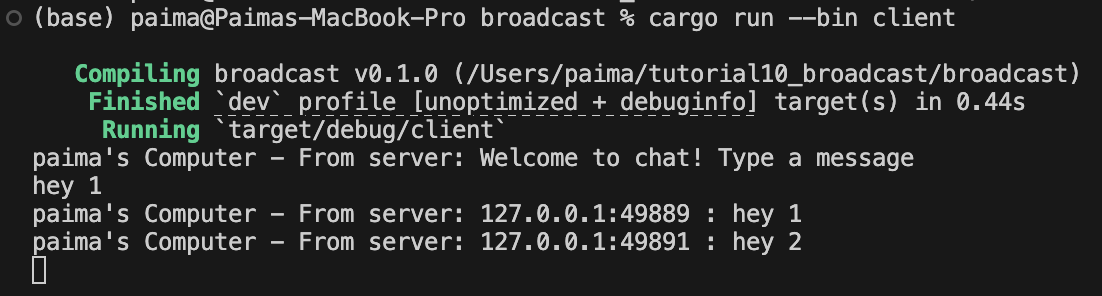 (base) paima@Paimas-MacBook-Pro broadcast % cargo run --bin client
Compiling broadcast v0.1.0 (/Users/paima/tutorial10_broadcast/broadcast)
Finished `dev` profile [unoptimized + debuginfo] target(s) in 0.44s
Running `target/debug/client`
paima's Computer - From server: Welcome to chat! Type a message
hey 1
paima's Computer - From server: 127.0.0.1:49889 : hey 1
paima's Computer - From server: 127.0.0.1:49891 : hey 2